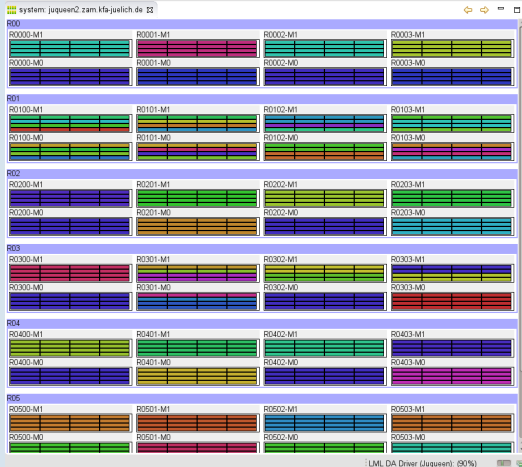 system: juqueen2.zam.kfa-juelich.de
R00
R0000-M1 R0001-M1 R0002-M1 R0003-M1
R0000-M0 R0001-M0 R0002-M0 R0003-M0
R01
R0100-M1 R0101-M1 R0102-M1 R0103-M1
R0100-M0 R0101-M0 R0102-M0 R0103-M0
R02
R0200-M1 R0201-M1 R0202-M1 R0203-M1
R0200-M0 R0201-M0 R0202-M0 R0203-M0
R03
R0300-M1 R0301-M1 R0302-M1 R0303-M1
R0300-M0 R0301-M0 R0302-M0 R0303-M0
R04
R0400-M1 R0401-M1 R0402-M1 R0403-M1
R0400-M0 R0401-M0 R0402-M0 R0403-M0
R05
R0500-M1 R0501-M1 R0502-M1 R0503-M1
R0500-M0 R0501-M0 R0502-M0 R0503-M0
LML DA Driver (Juqueen): (90%)